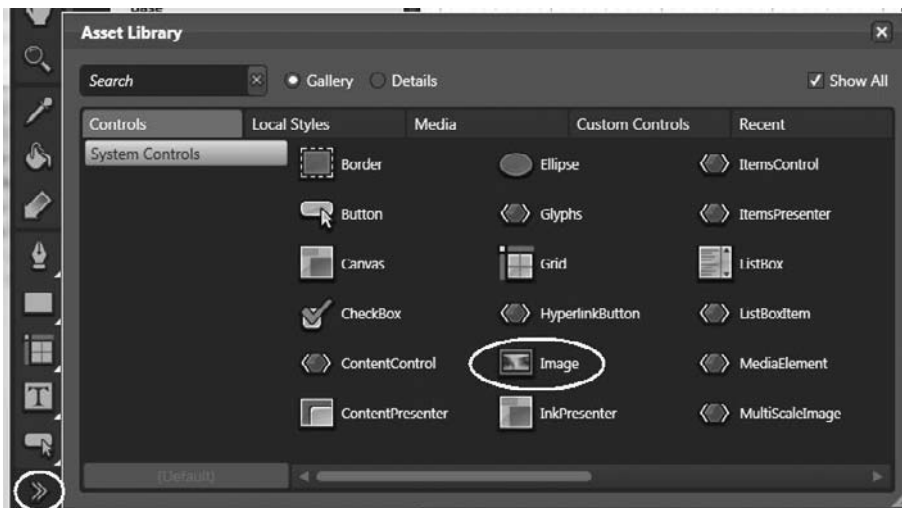 Base
Asset Library
Search Gallery Details Show All
Controls Local Styles Media Custom Controls Recent
System Controls
Border Ellipse ItemsControl
Button Glyphs ItemsPresenter
Canvas Grid ListBox
CheckBox HyperlinkButton ListBoxItem
ContentControl Image MediaElement
ContentPresenter InkPresenter MultiScaleImage
(Default)
T